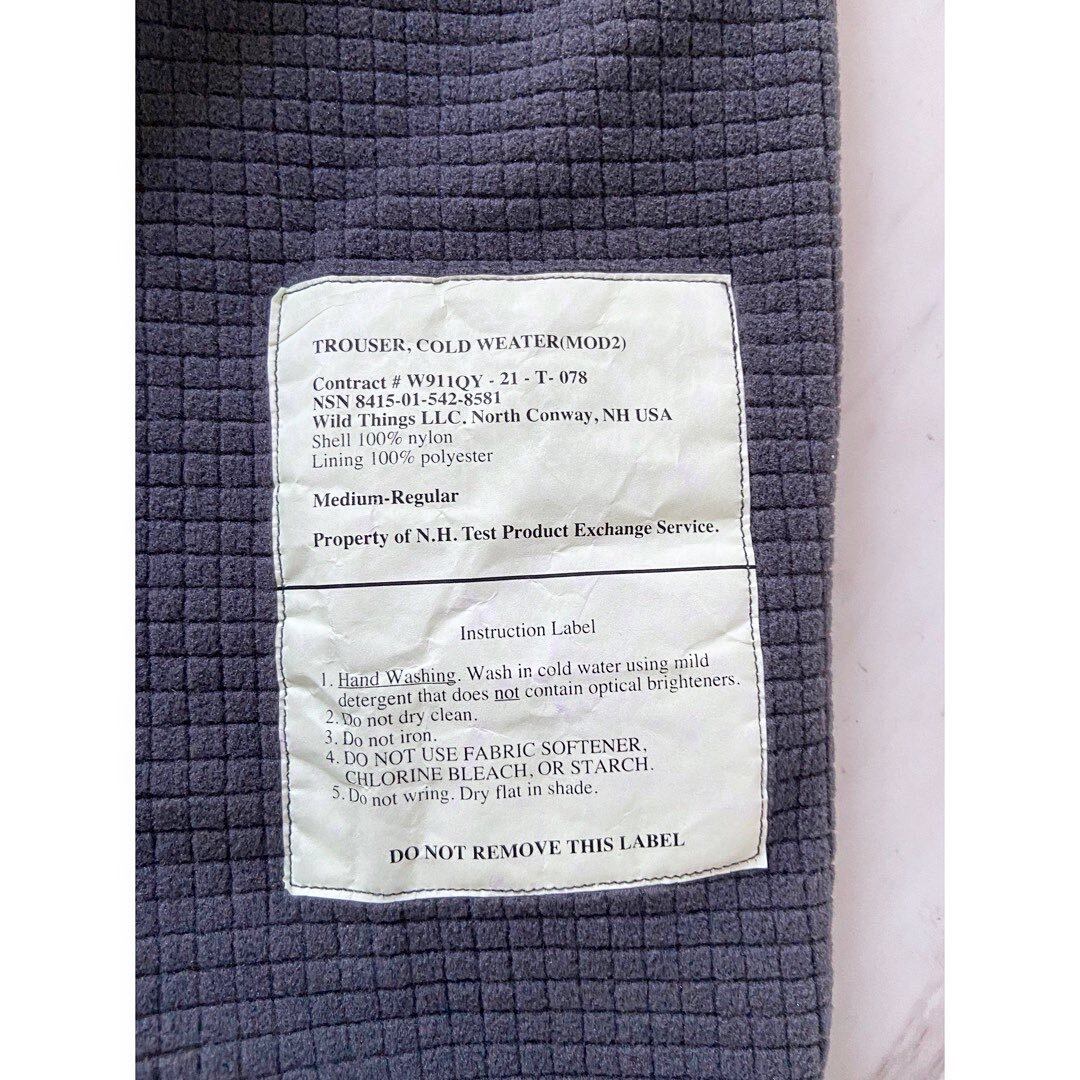 TROUSER, COLD WEATER(MOD2)
Contract # W911QY - 21 - T- 078
NSN 8415-01-542-8581
Wild Things LLC. North Conway, NH USA
Shell 100% nylon
Lining 100% polyester
Medium-Regular
Property of N.H. Test Product Exchange Service.
Instruction Label
1. Hand Washing. Wash in cold water using mild
detergent that does not contain optical brighteners.
2. Do not dry clean.
3. Do not iron.
4. DO NOT USE FABRIC SOFTENER,
CHLORINE BLEACH, OR STARCH.
5. Do not wring. Dry flat in shade.
DO NOT REMOVE THIS LABEL